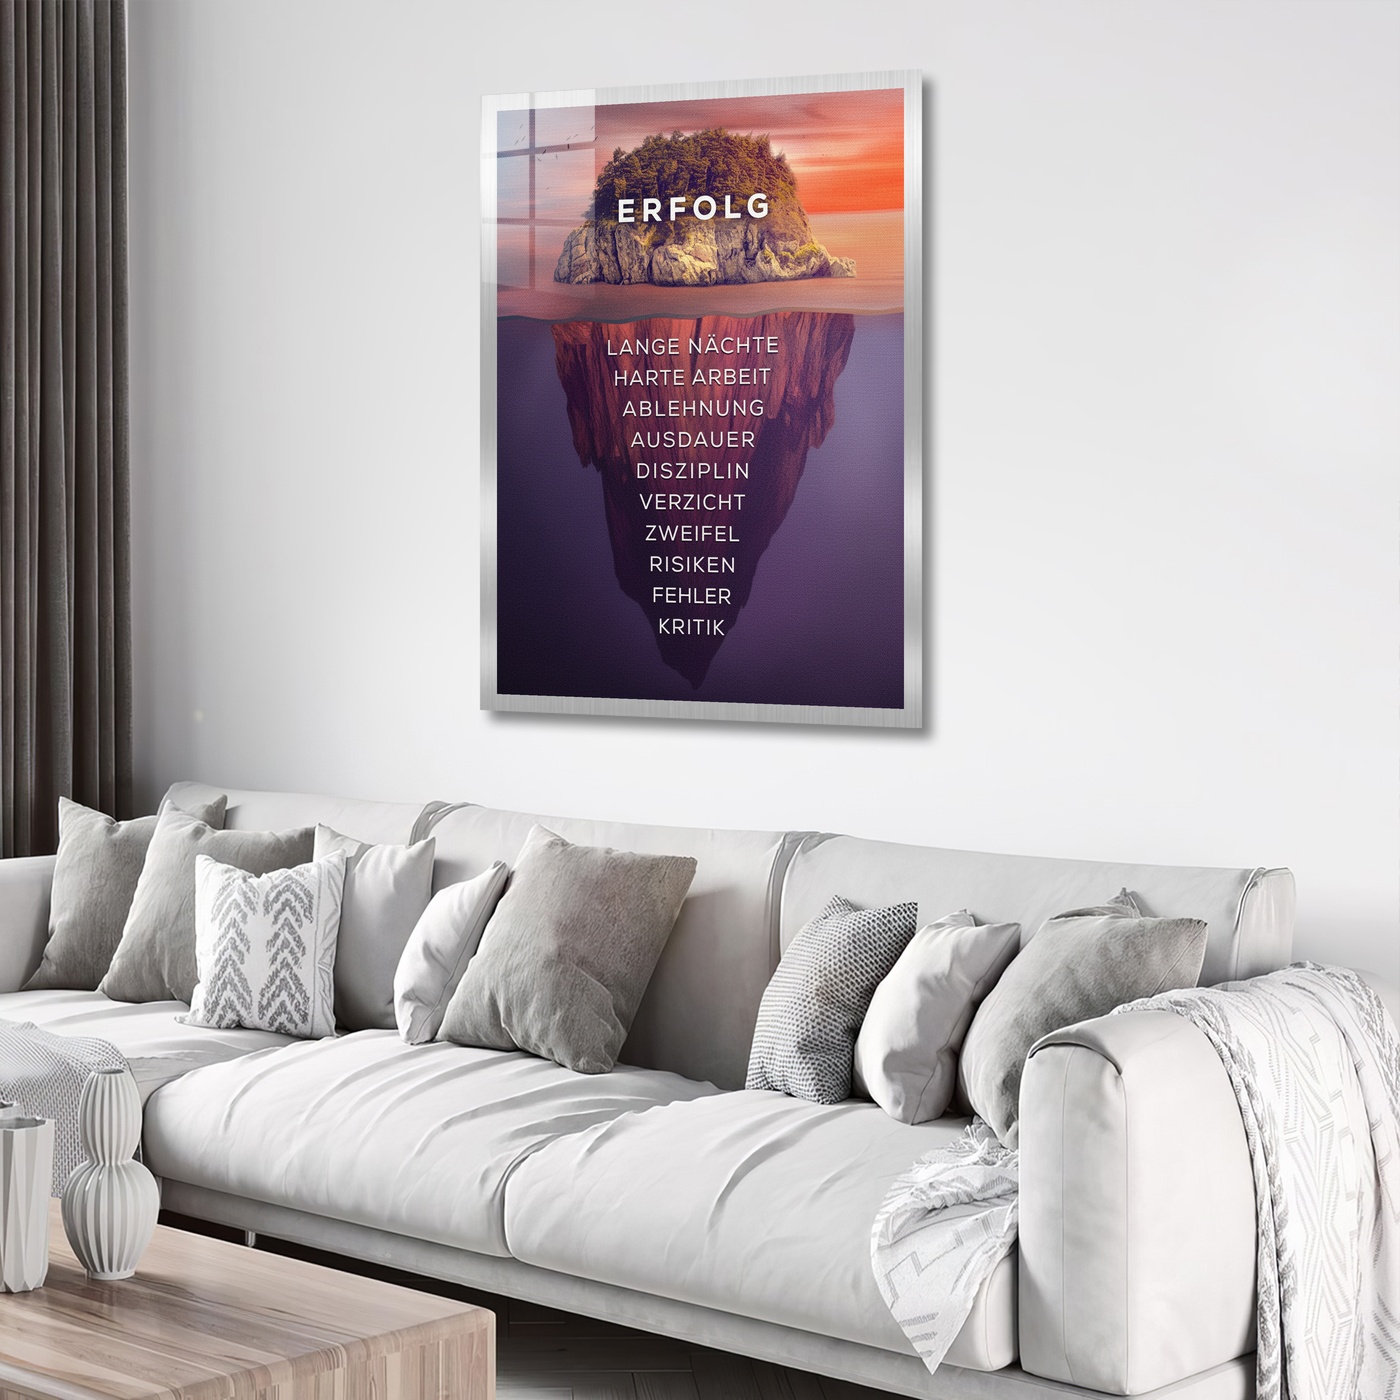 ERFOLG
LANGE NÄCHTE
HARTE ARBEIT
ABLEHNUNG
AUSDAUER
DISZIPLIN
VERZICHT
ZWEIFEL
RISIKEN
FEHLER
KRITIK